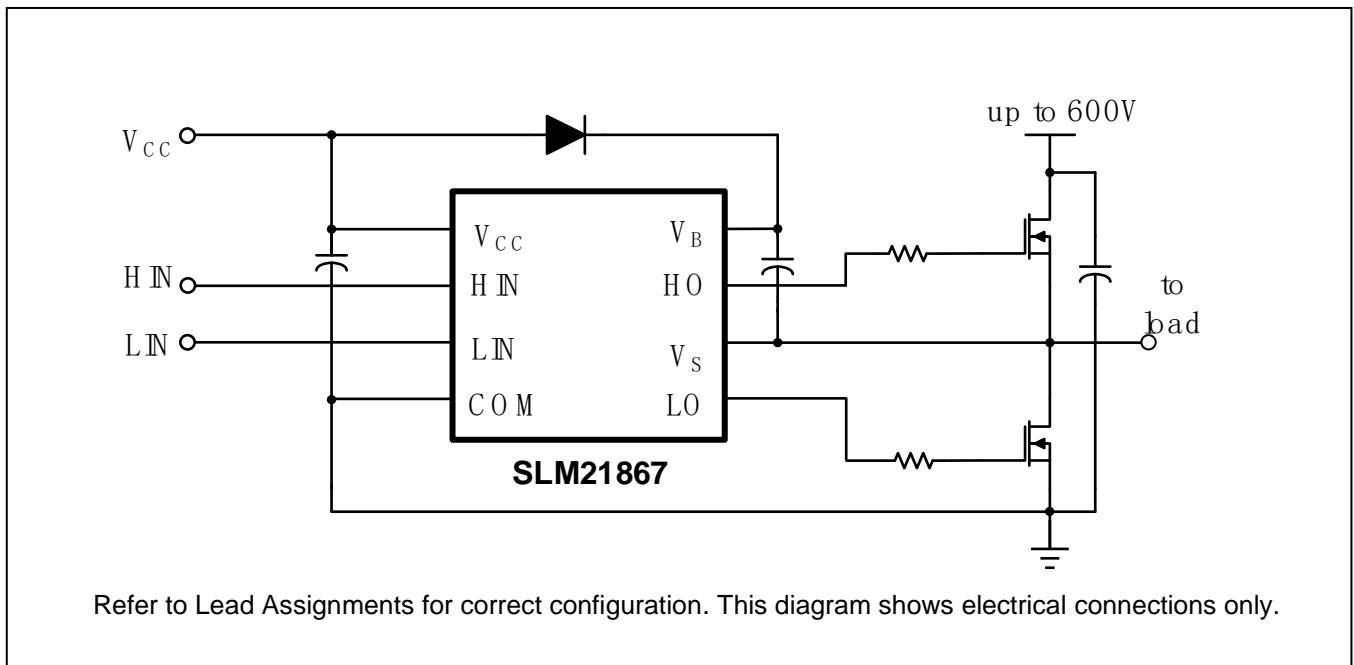 up to 600V
VCC
VCC
VB
HIN
HIN
HO
to
load
LIN
LIN
VS
COM
LO
SLM21867
Refer to Lead Assignments for correct configuration. This diagram shows electrical connections only.